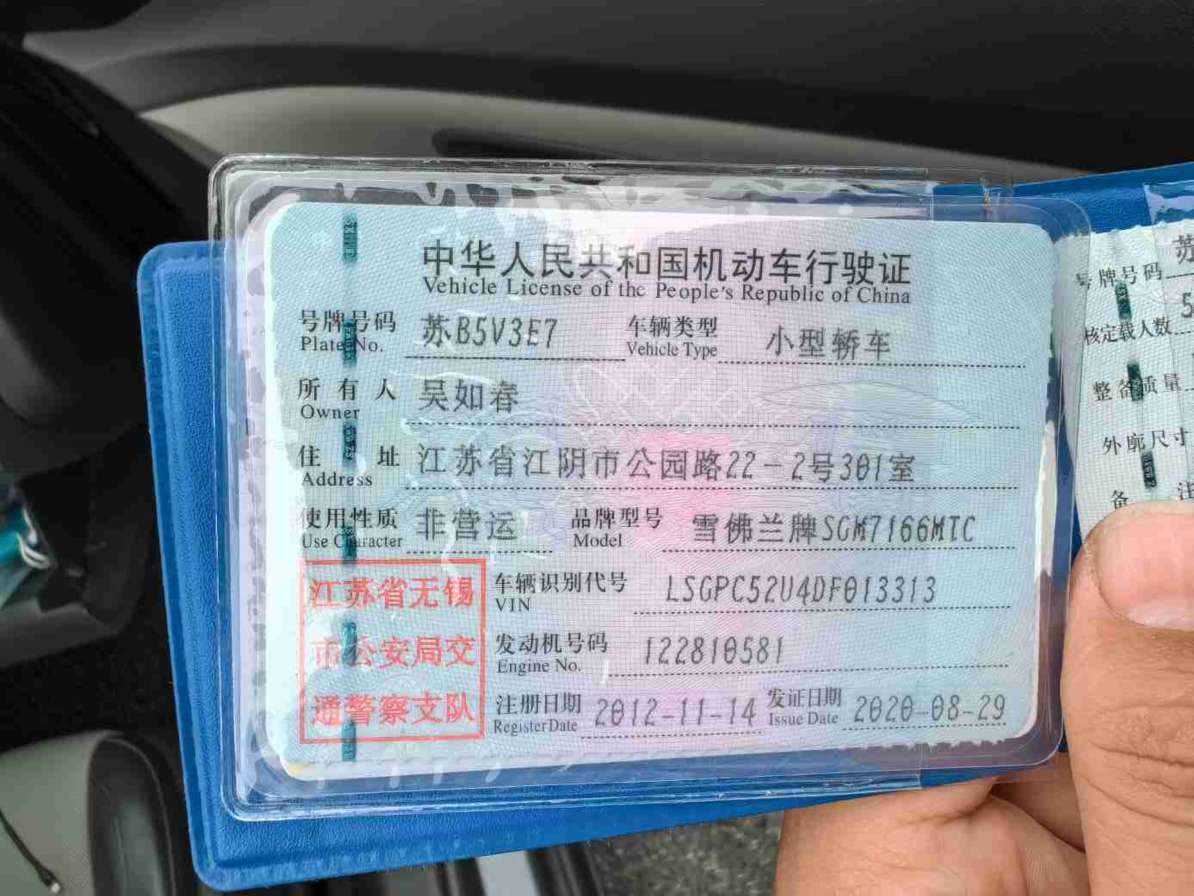 中华人民共和国机动车行驶证
Vehicle License of the People's Republic of China
号牌号码 苏B5V3E7 车辆类型 小型轿车
Plate No. Vehicle Type
所有人 吴如春
Owner
住址 江苏省江阴市公园路22-2号301室
Address
使用性质 非营运 品牌型号 雪佛兰牌SGM7166MTC
Use Character Model
车辆识别代号 LSGPC52U4DF013313
VIN
发动机号码 122810581
Engine No.
注册日期 2012-11-14 发证日期 2020-08-29
Register Date Issue Date
江苏省无锡
市公安局交
通警察支队
号牌号码 苏
核定载人数 5
整备质量
外廓尺寸
备注